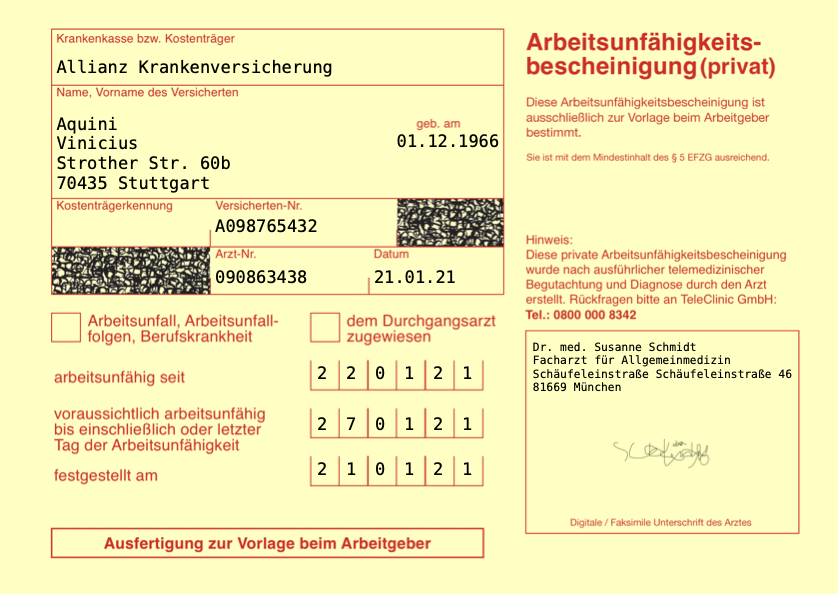 Krankenkasse bzw. Kostenträger
Allianz Krankenversicherung
Name, Vorname des Versicherten
Aquini
Vinicius
Strother Str. 60b
70435 Stuttgart
geb. am
01.12.1966
Kostenträgerkennung
Versicherten-Nr.
A098765432
Arzt-Nr.
090863438
Datum
21.01.21
Arbeitsunfall, Arbeitsunfall-
folgen, Berufskrankheit
dem Durchgangsarzt
zugewiesen
arbeitsunfähig seit
2 2 0 1 2 1
voraussichtlich arbeitsunfähig
bis einschließlich oder letzter
Tag der Arbeitsunfähigkeit
2 7 0 1 2 1
festgestellt am
2 1 0 1 2 1
Ausfertigung zur Vorlage beim Arbeitgeber
Arbeitsunfähigkeits-
bescheinigung (privat)
Diese Arbeitsunfähigkeitsbescheinigung ist
ausschließlich zur Vorlage beim Arbeitgeber
bestimmt.
Sie ist mit dem Mindestinhalt des § 5 EFZG ausreichend.
Hinweis:
Diese private Arbeitsunfähigkeitsbescheinigung
wurde nach ausführlicher telemedizinischer
Begutachtung und Diagnose durch den Arzt
erstellt. Rückfragen bitte an TeleClinic GmbH:
Tel.: 0800 000 8342
Dr. med. Susanne Schmidt
Facharzt für Allgemeinmedizin
Schäufeleinstraße Schäufeleinstraße 46
81669 München
Digitale / Faksimile Unterschrift des Arztes